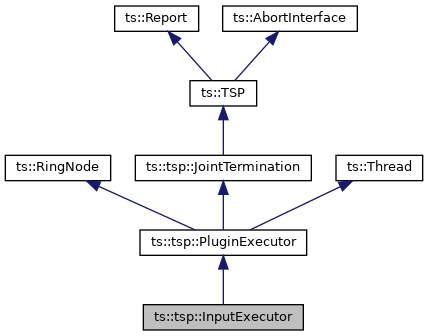 ts::Report
ts::AbortInterface
ts::TSP
ts::RingNode
ts::tsp::JointTermination
ts::Thread
ts::tsp::PluginExecutor
ts::tsp::InputExecutor